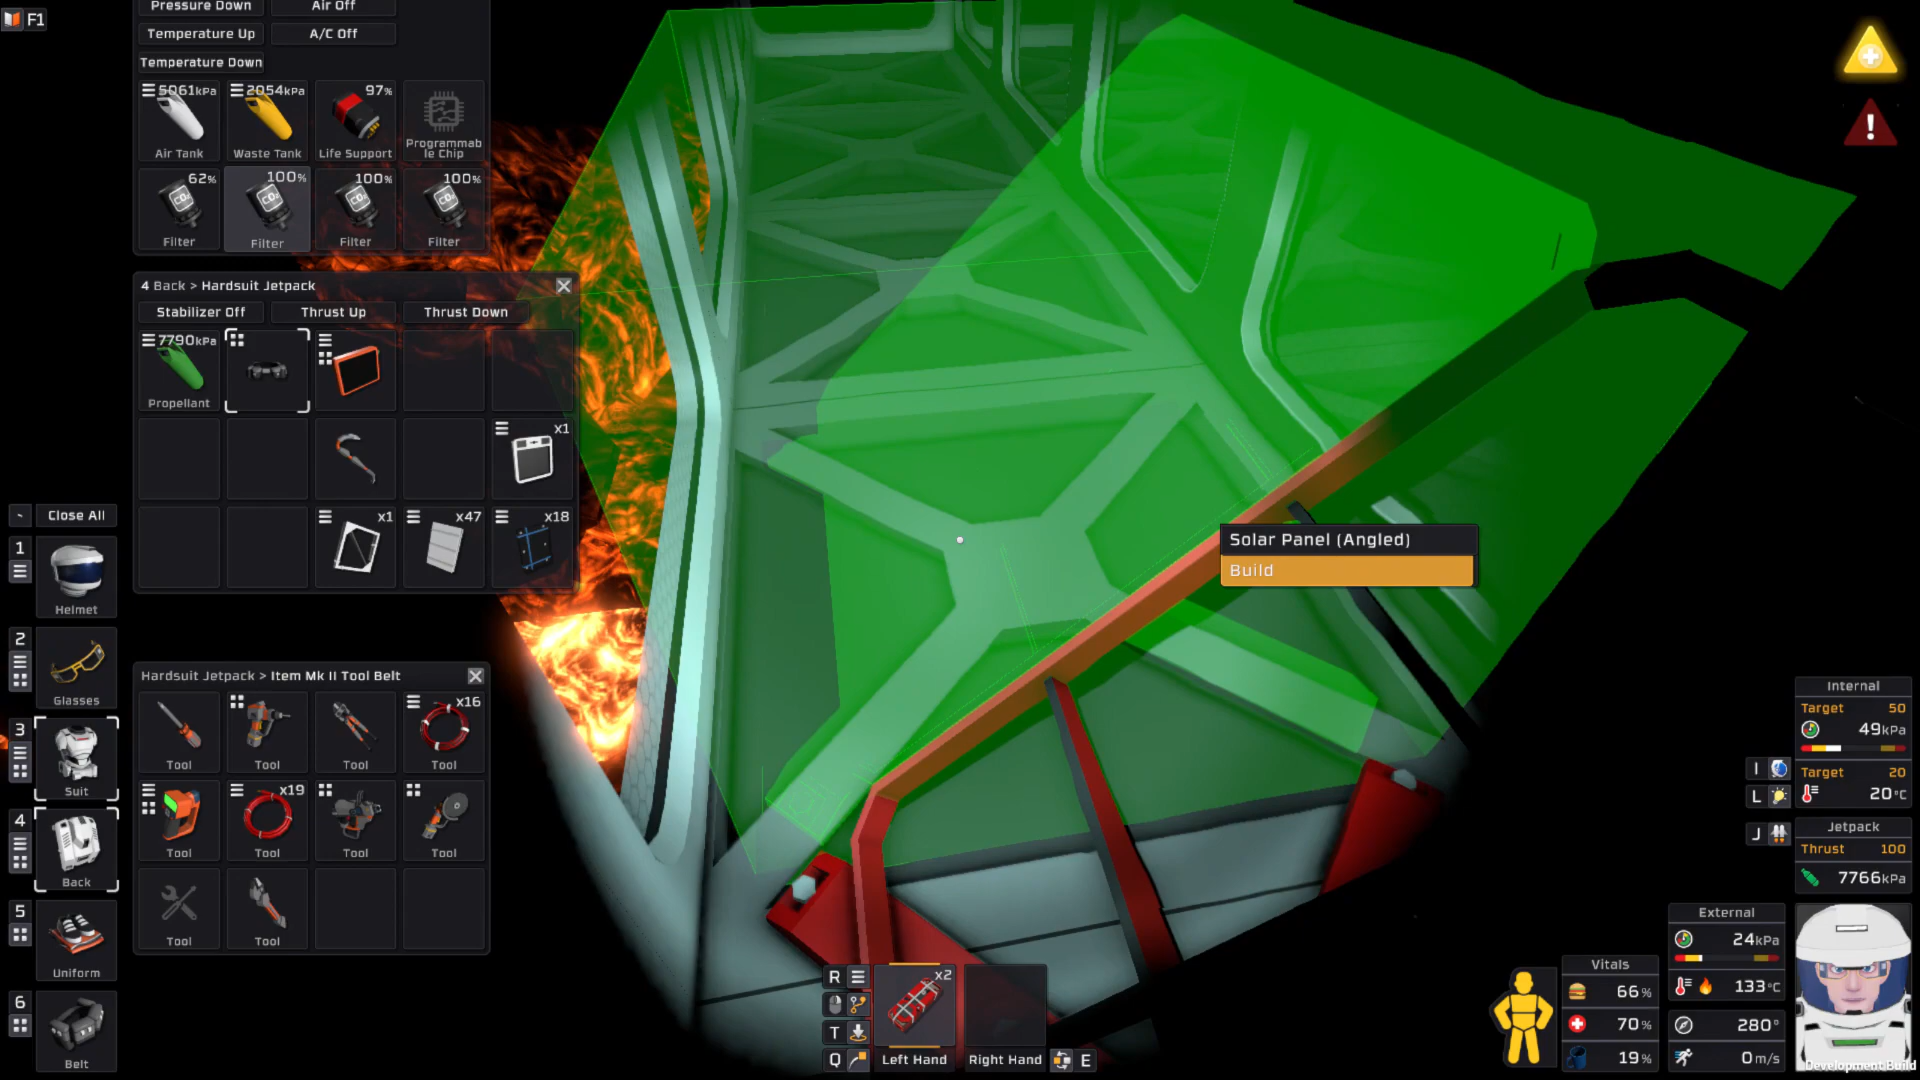 F1
Pressure Down
Air Off
Temperature Up
A/C Off
Temperature Down
5061kPa
Air Tank
2054kPa
Waste Tank
97%
Life Support
Programmab
le Chip
62%
Filter
100%
Filter
100%
Filter
100%
Filter
4 Back > Hardsuit Jetpack
Stabilizer Off
Thrust Up
Thrust Down
7790kPa
Propellant
x1
x1
x47
x18
~
Close All
1
Helmet
2
Glasses
3
Suit
4
Back
5
Uniform
6
Belt
Hardsuit Jetpack > Item Mk II Tool Belt
Tool
Tool
Tool
x16
Tool
Tool
x19
Tool
Tool
Tool
Tool
Tool
Solar Panel (Angled)
Build
R
T
Q
x2
Left Hand
Right Hand
E
Internal
Target 50
49kPa
Target 20
20°C
I
L
J
Jetpack
Thrust 100
7766kPa
External
24kPa
133°C
280°
0m/s
Vitals
66%
70%
19%
Development Build